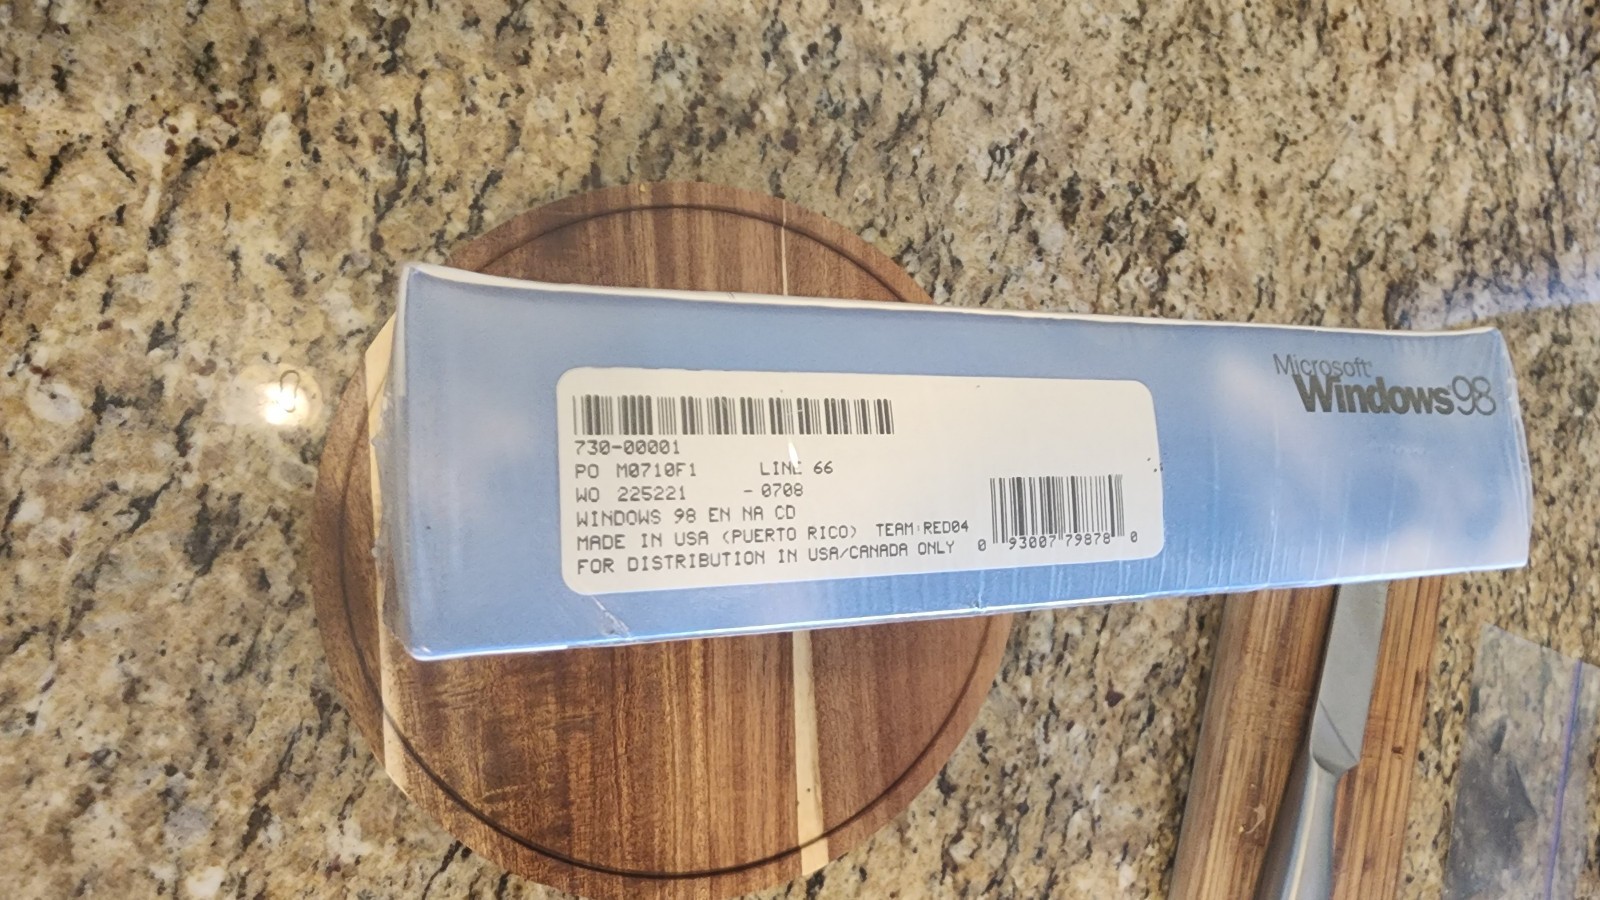 Microsoft
Windows98
730-00001
PO M0710F1 LINE 66
WO 225221 - 0708
WINDOWS 98 EN NA CD
MADE IN USA (PUERTO RICO) TEAM:RED04
FOR DISTRIBUTION IN USA/CANADA ONLY
0 93007 79878 0